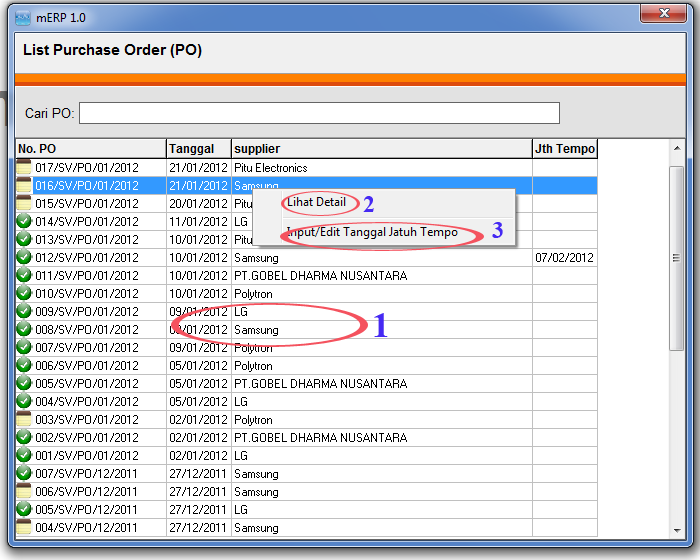 mERP 1.0
List Purchase Order (PO)
Cari PO:
No. PO Tanggal supplier Jth Tempo
017/SV/PO/01/2012 21/01/2012 Pitu Electronics
016/SV/PO/01/2012 21/01/2012 Samsung
Lihat Detail 2
015/SV/PO/01/2012 20/01/2012 Pitu
014/SV/PO/01/2012 11/01/2012 LG
Input/Edit Tanggal Jatuh Tempo 3
013/SV/PO/01/2012 10/01/2012 Pitu
012/SV/PO/01/2012 10/01/2012 Samsung 07/02/2012
011/SV/PO/01/2012 10/01/2012 PT.GOBEL DHARMA NUSANTARA
010/SV/PO/01/2012 10/01/2012 Polytron
009/SV/PO/01/2012 09/01/2012 LG
008/SV/PO/01/2012 09/01/2012 Samsung 1
007/SV/PO/01/2012 09/01/2012 Polytron
006/SV/PO/01/2012 05/01/2012 Polytron
005/SV/PO/01/2012 05/01/2012 PT.GOBEL DHARMA NUSANTARA
004/SV/PO/01/2012 05/01/2012 LG
003/SV/PO/01/2012 02/01/2012 Polytron
002/SV/PO/01/2012 02/01/2012 PT.GOBEL DHARMA NUSANTARA
001/SV/PO/01/2012 02/01/2012 LG
007/SV/PO/12/2011 27/12/2011 Samsung
006/SV/PO/12/2011 27/12/2011 Samsung
005/SV/PO/12/2011 27/12/2011 LG
004/SV/PO/12/2011 27/12/2011 Samsung